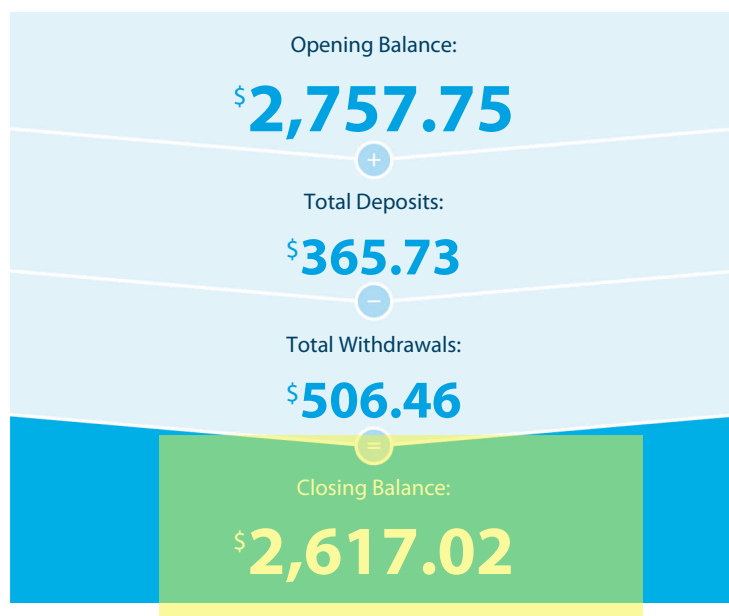 Opening Balance:
$2,757.75
+
Total Deposits:
$365.73
−
Total Withdrawals:
$506.46
=
Closing Balance:
$2,617.02